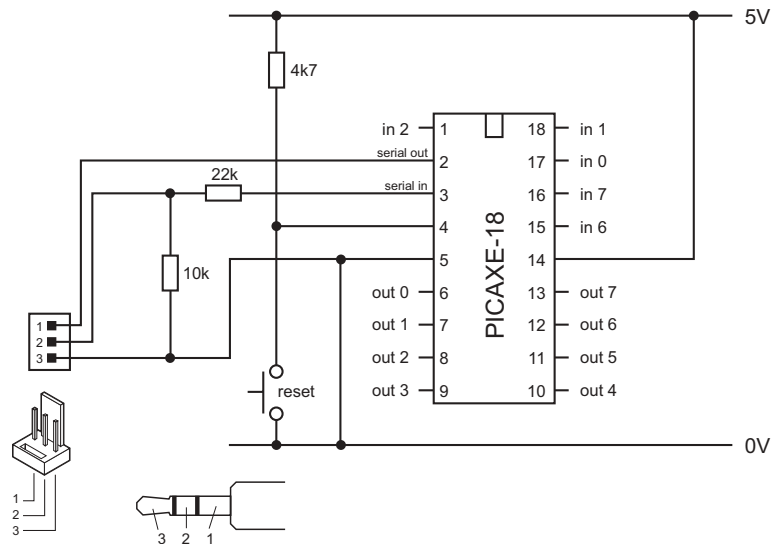 5V
4k7
in 2 1 18 in 1
serial out 2 17 in 0
22k serial in 3 16 in 7
4 15 in 6
5 14
10k
PICAXE-18
out 0 6 13 out 7
out 1 7 12 out 6
out 2 8 11 out 5
out 3 9 10 out 4
1
2
3
reset
0V
1
2
3
3 2 1